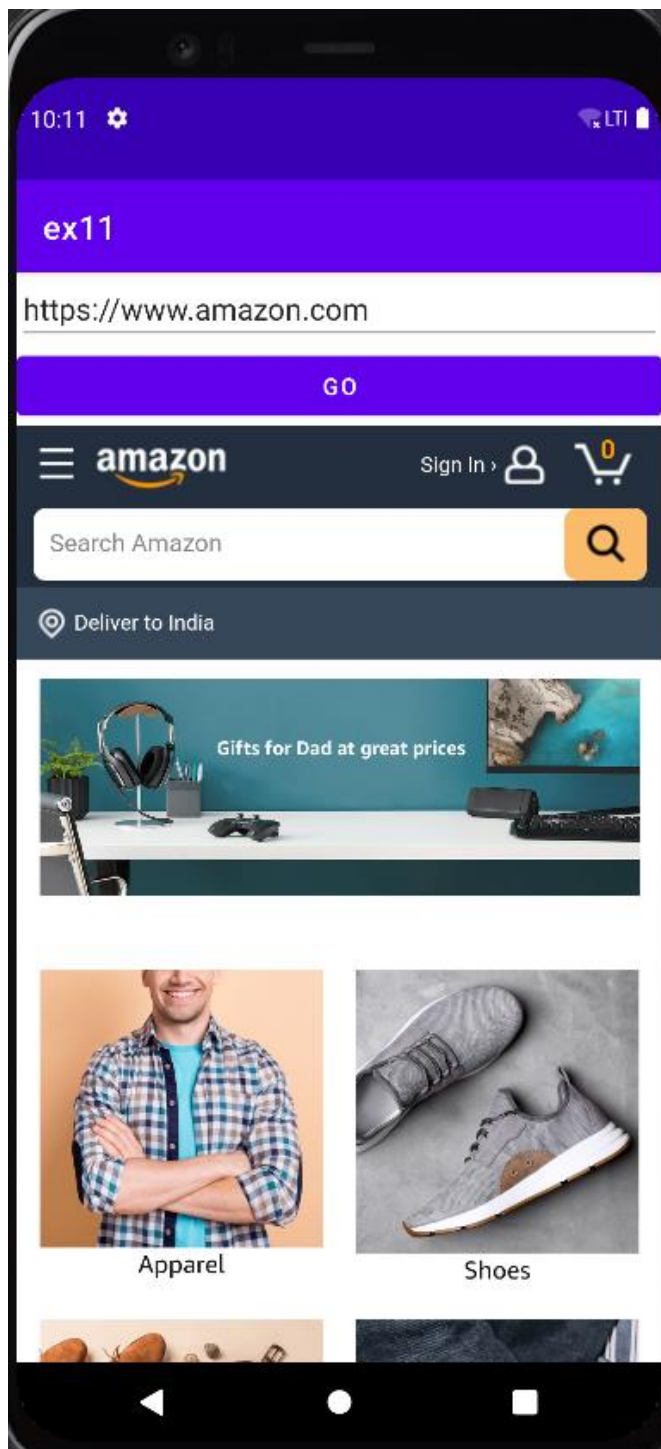 10:11 LTI
ex11
https://www.amazon.com
GO
amazon Sign In › 0
Search Amazon
Deliver to India
Gifts for Dad at great prices
Apparel
Shoes